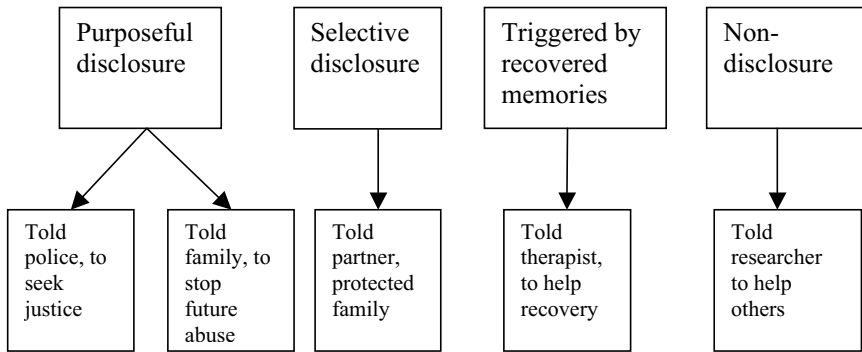 Purposeful
disclosure
Selective
disclosure
Triggered by
recovered
memories
Non-
disclosure
Told
police, to
seek
justice
Told
family, to
stop
future
abuse
Told
partner,
protected
family
Told
therapist,
to help
recovery
Told
researcher
to help
others